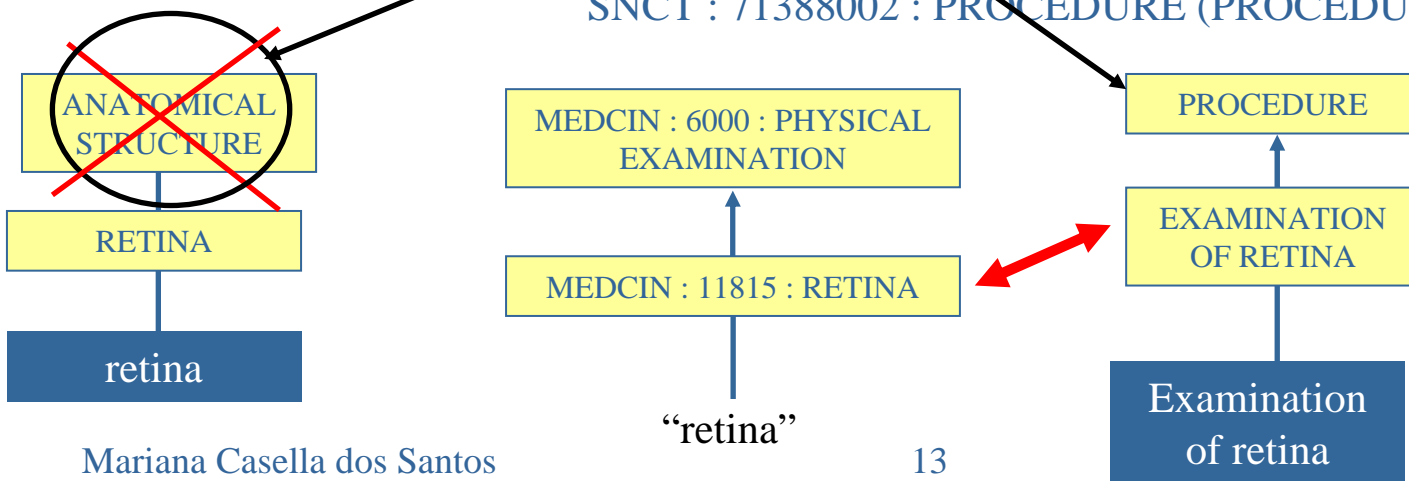 SNCT : 71388002 : PROCEDURE (PROCEDU
ANATOMICAL
STRUCTURE
RETINA
retina
MEDCIN : 6000 : PHYSICAL
EXAMINATION
MEDCIN : 11815 : RETINA
“retina”
PROCEDURE
EXAMINATION
OF RETINA
Examination
of retina
Mariana Casella dos Santos
13